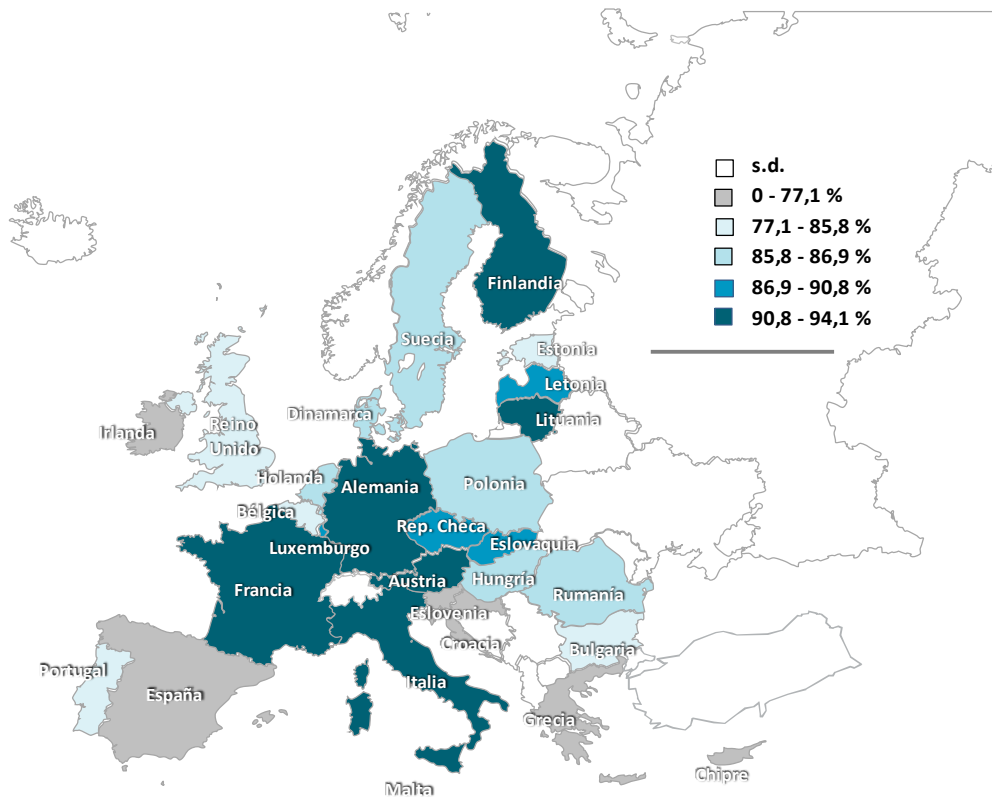 s.d.
0 - 77,1 %
77,1 - 85,8 %
85,8 - 86,9 %
86,9 - 90,8 %
90,8 - 94,1 %
Finlandia
Suecia
Estonia
Letonia
Dinamarca
Lituania
Irlanda
Reino
Unido
Holanda
Alemania
Polonia
Bélgica
Rep. Checa
Luxemburgo
Eslovaquia
Francia
Austria
Hungría
Rumanía
Eslovenia
Croacia
Bulgaria
Portugal
España
Italia
Grecia
Chipre
Malta